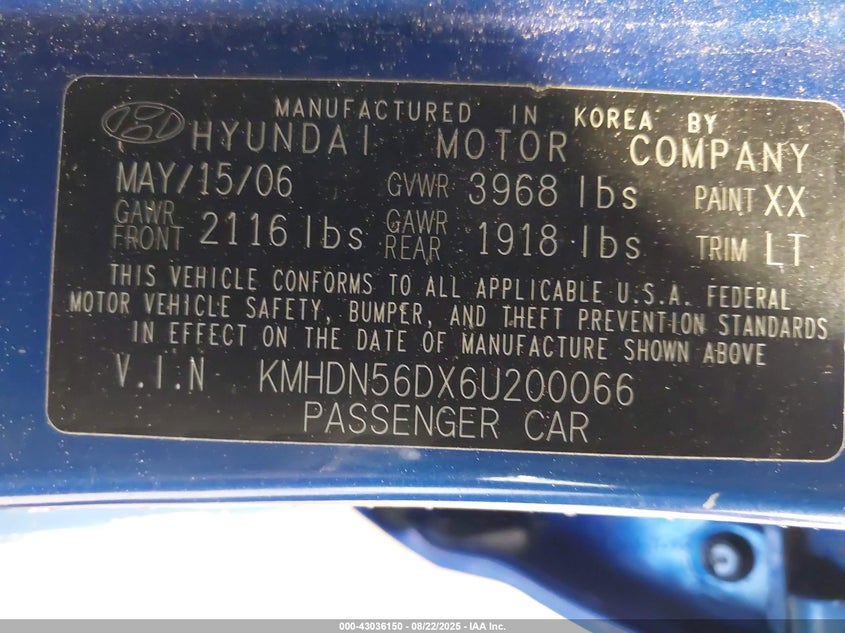 MANUFACTURED IN KOREA BY
HYUNDAI MOTOR COMPANY
MAY/15/06 GVWR 3968 lbs PAINT XX
GAWR FRONT 2116 lbs GAWR REAR 1918 lbs TRIM LT
THIS VEHICLE CONFORMS TO ALL APPLICABLE U.S.A. FEDERAL
MOTOR VEHICLE SAFETY, BUMPER, AND THEFT PREVENTION STANDARDS
IN EFFECT ON THE DATE OF MANUFACTURE SHOWN ABOVE
V.I.N KMHDN56DX6U200066
PASSENGER CAR
000-43036150 - 08/22/2025 - IAA Inc.